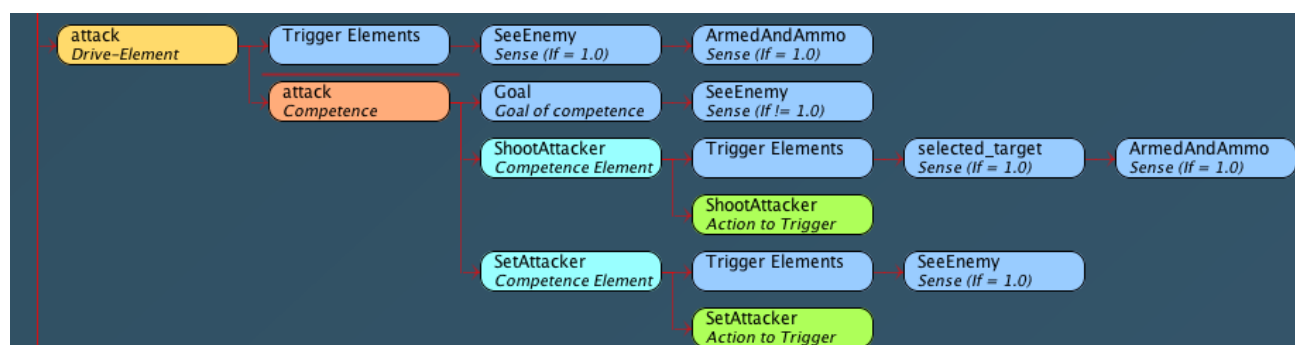 attack
Drive-Element
Trigger Elements
SeeEnemy
Sense (If = 1.0)
ArmedAndAmmo
Sense (If = 1.0)
attack
Competence
Goal
Goal of competence
SeeEnemy
Sense (If != 1.0)
ShootAttacker
Competence Element
Trigger Elements
selected_target
Sense (If = 1.0)
ArmedAndAmmo
Sense (If = 1.0)
ShootAttacker
Action to Trigger
SetAttacker
Competence Element
Trigger Elements
SeeEnemy
Sense (If = 1.0)
SetAttacker
Action to Trigger